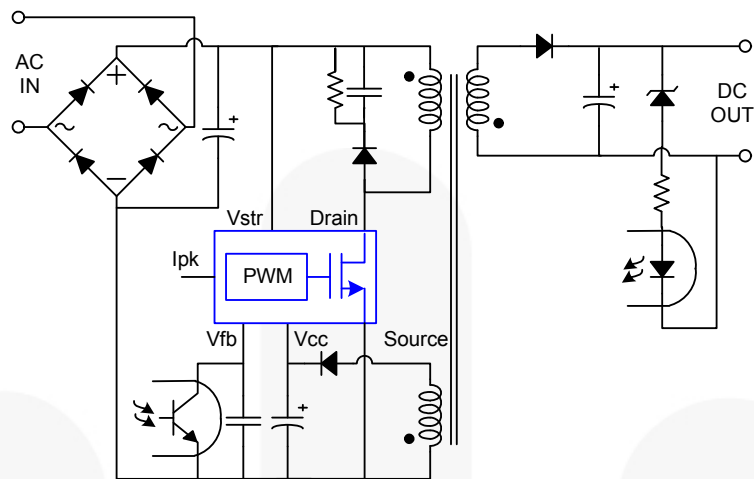 AC
IN
DC
OUT
Vstr
Drain
Ipk
PWM
Vfb
Vcc
Source